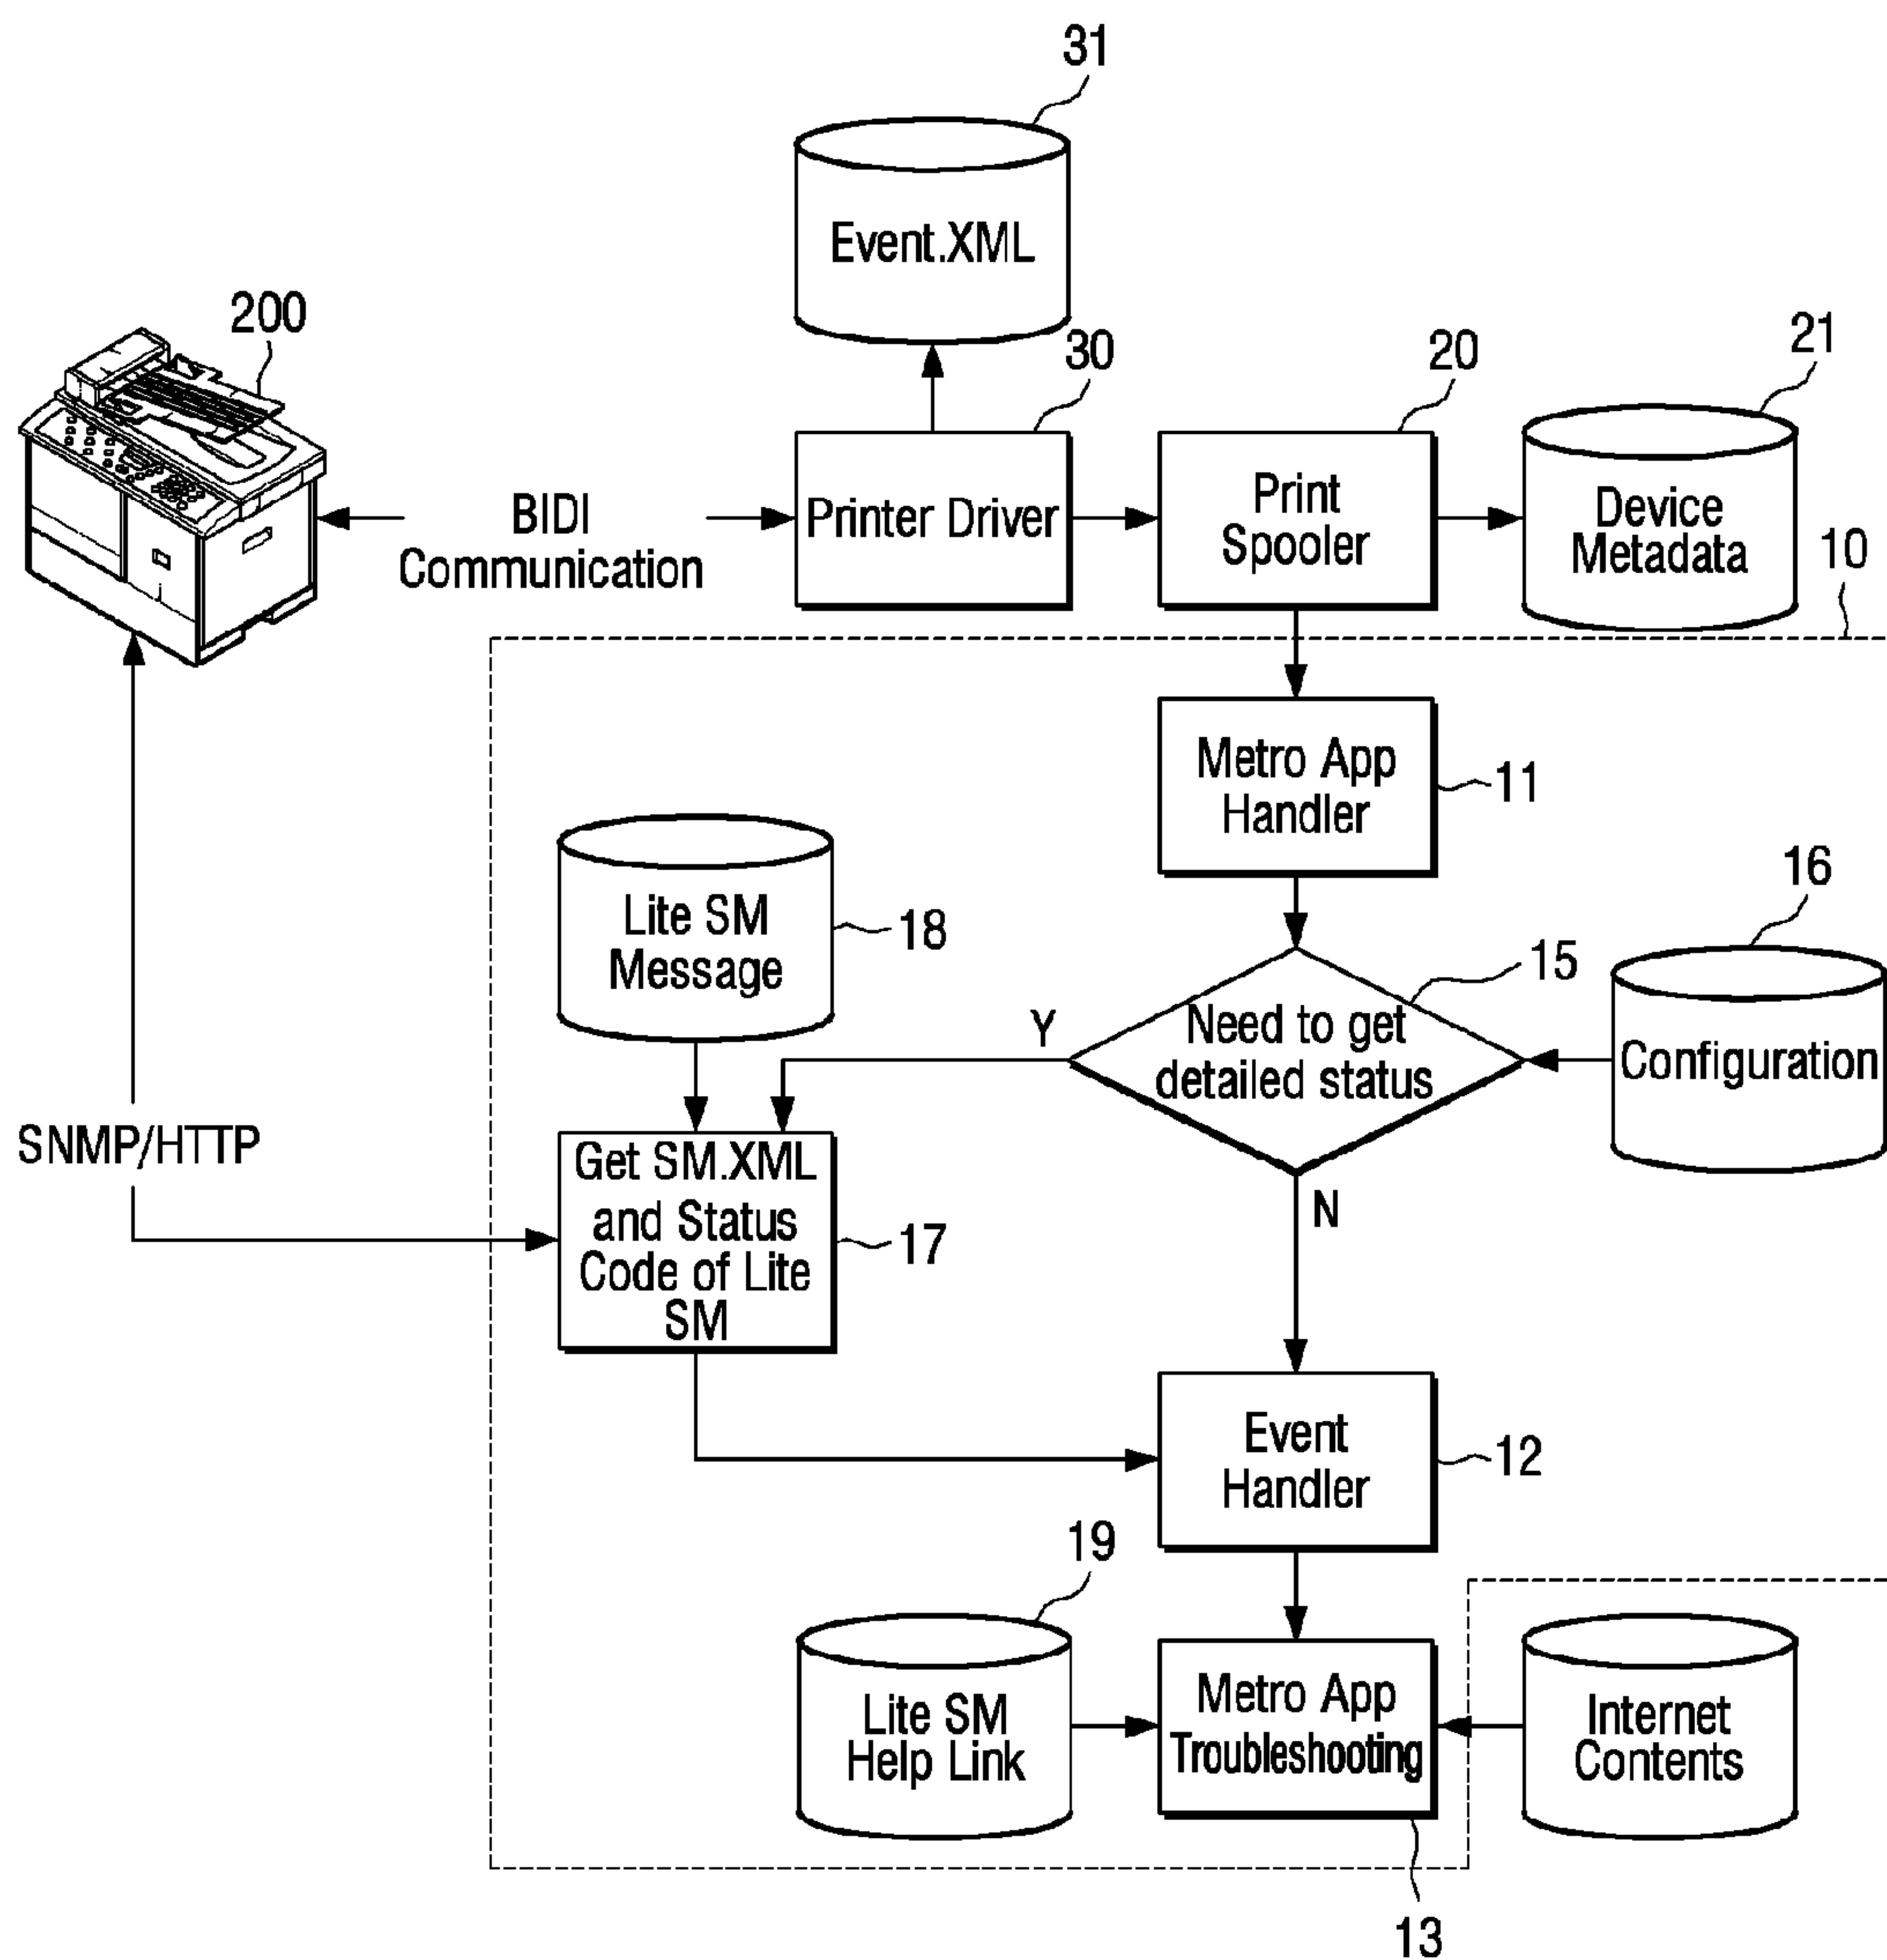 31
Event.XML
200
30
20
21
BIDI
Communication
Printer Driver
Print
Spooler
Device
Metadata
10
Metro App
Handler
11
Lite SM
Message
18
16
15
Y
Need to get
detailed status
Configuration
SNMP/HTTP
Get SM.XML
and Status
Code of Lite
SM
17
N
Event
Handler
12
19
Lite SM
Help Link
Metro App
Troubleshooting
Internet
Contents
13